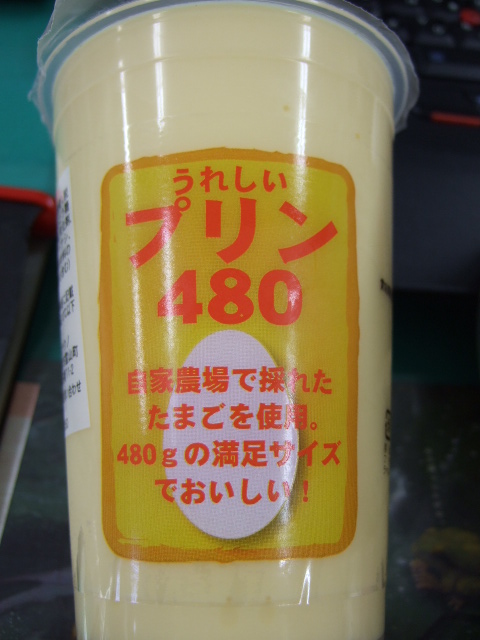 うれしい
プリン
480
自家農場で採れた
たまごを使用。
480gの満足サイズ
でおいしい!